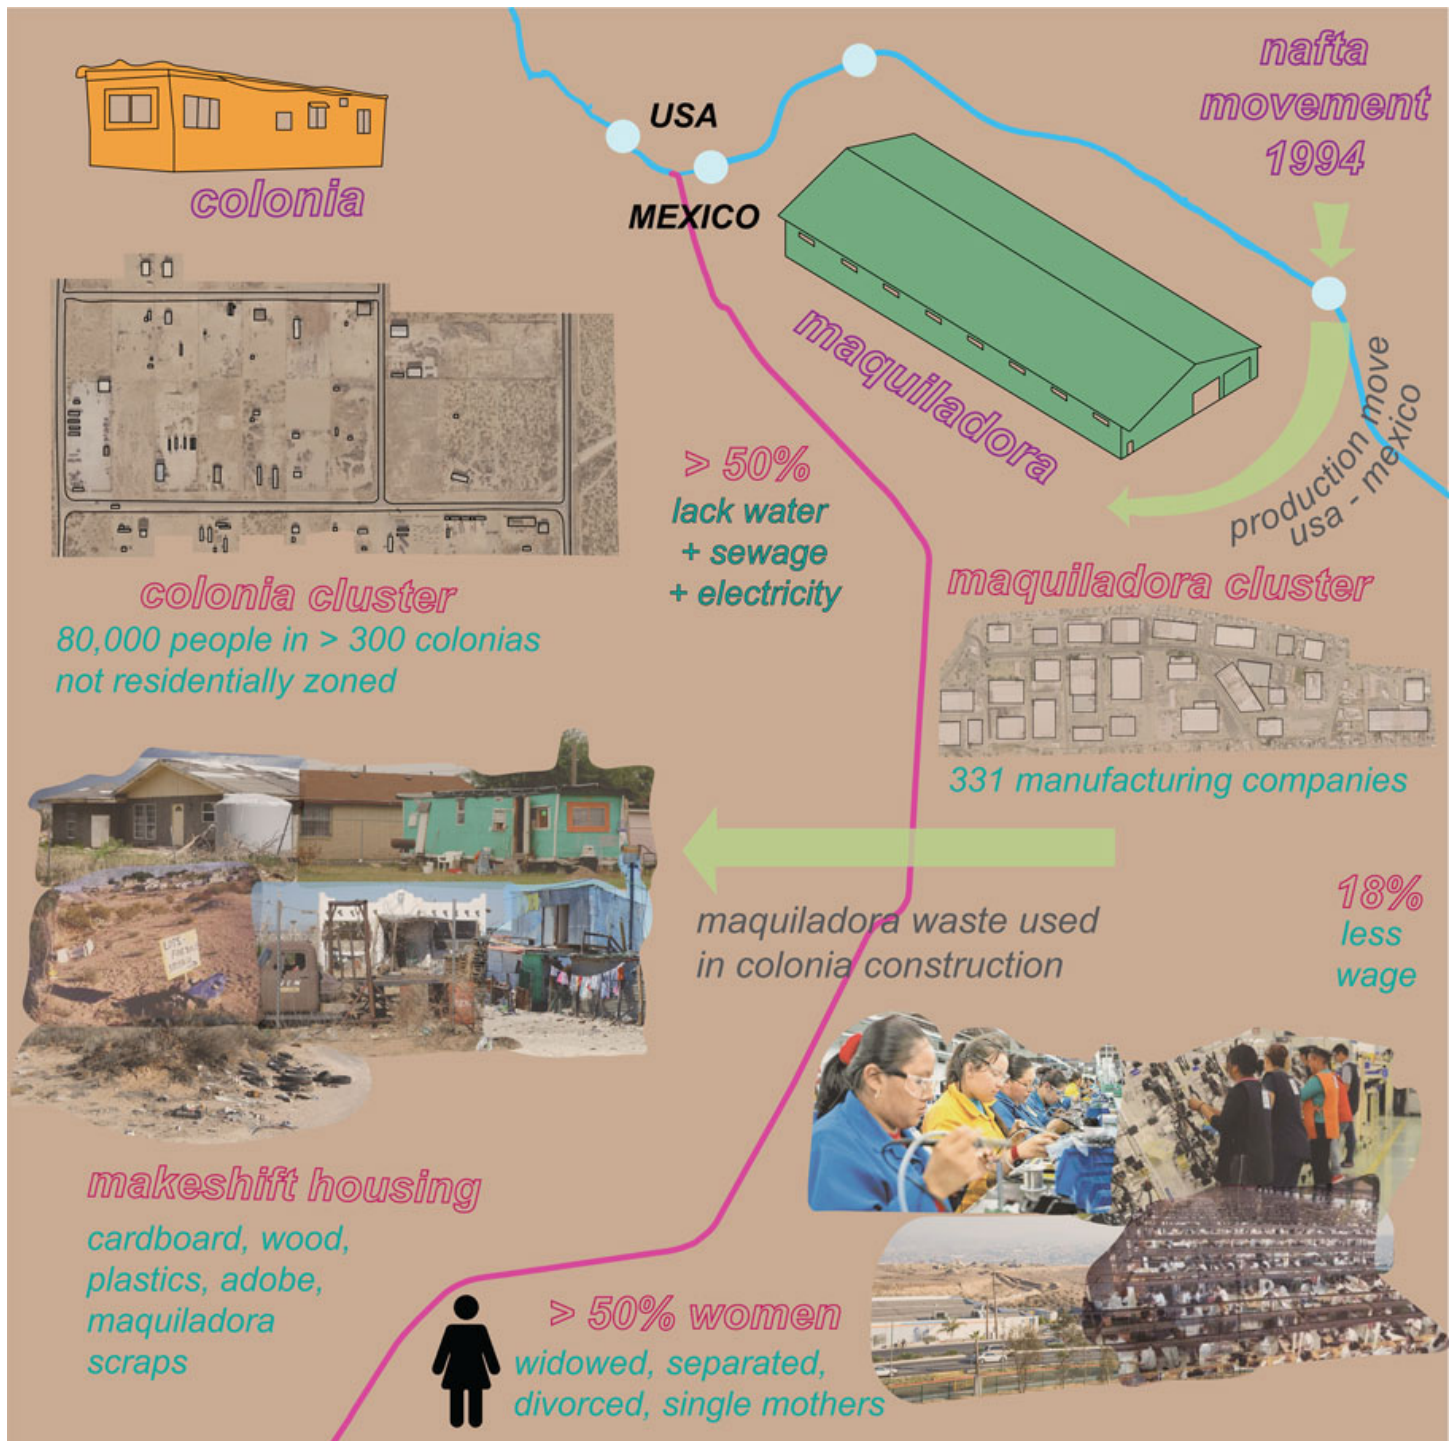 colonia
USA
MEXICO
nafta
movement
1994
maquiladora
production move
usa - mexico
> 50%
lack water
+ sewage
+ electricity
colonia cluster
80,000 people in > 300 colonias
not residentially zoned
maquiladora cluster
331 manufacturing companies
maquiladora waste used
in colonia construction
18%
less
wage
makeshift housing
cardboard, wood,
plastics, adobe,
maquiladora
scraps
> 50% women
widowed, separated,
divorced, single mothers